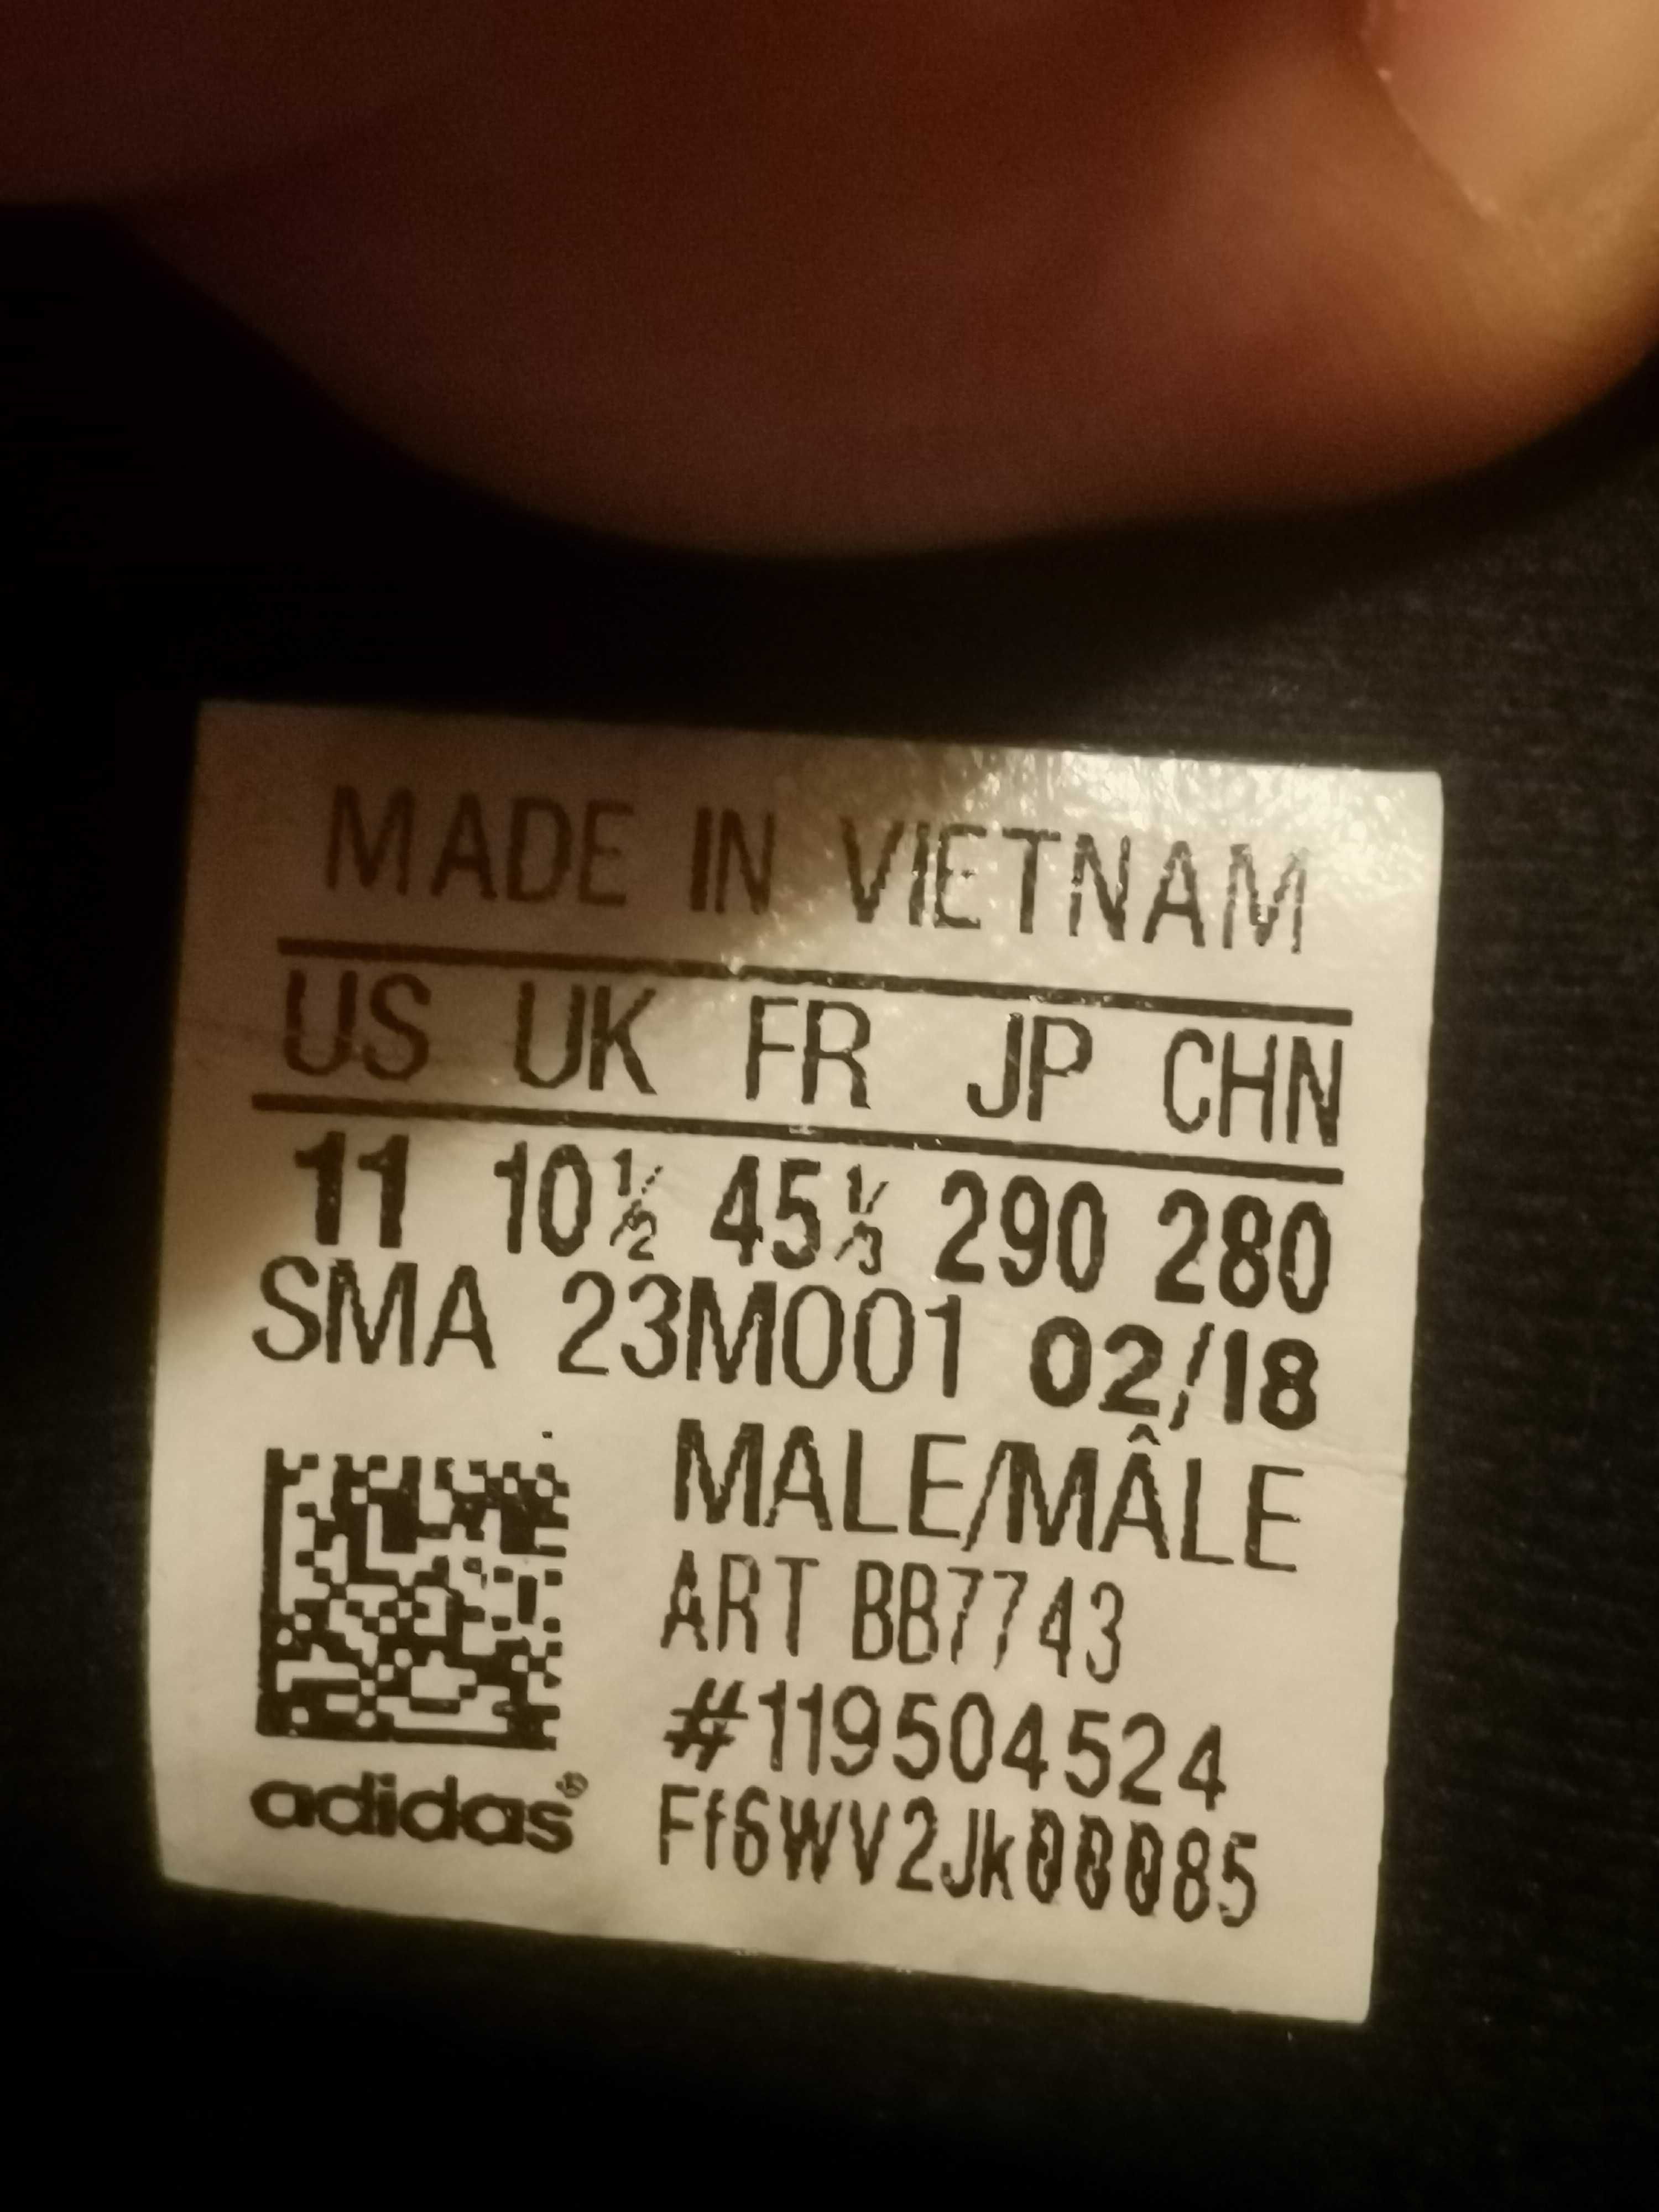 MADE IN VIETNAM
US UK FR JP CHN
11 10½ 45⅓ 290 280
SMA 23M001 02/18
MALE/MÂLE
ART BB7743
#119504524
adidas®
Ff6WV2Jk00085